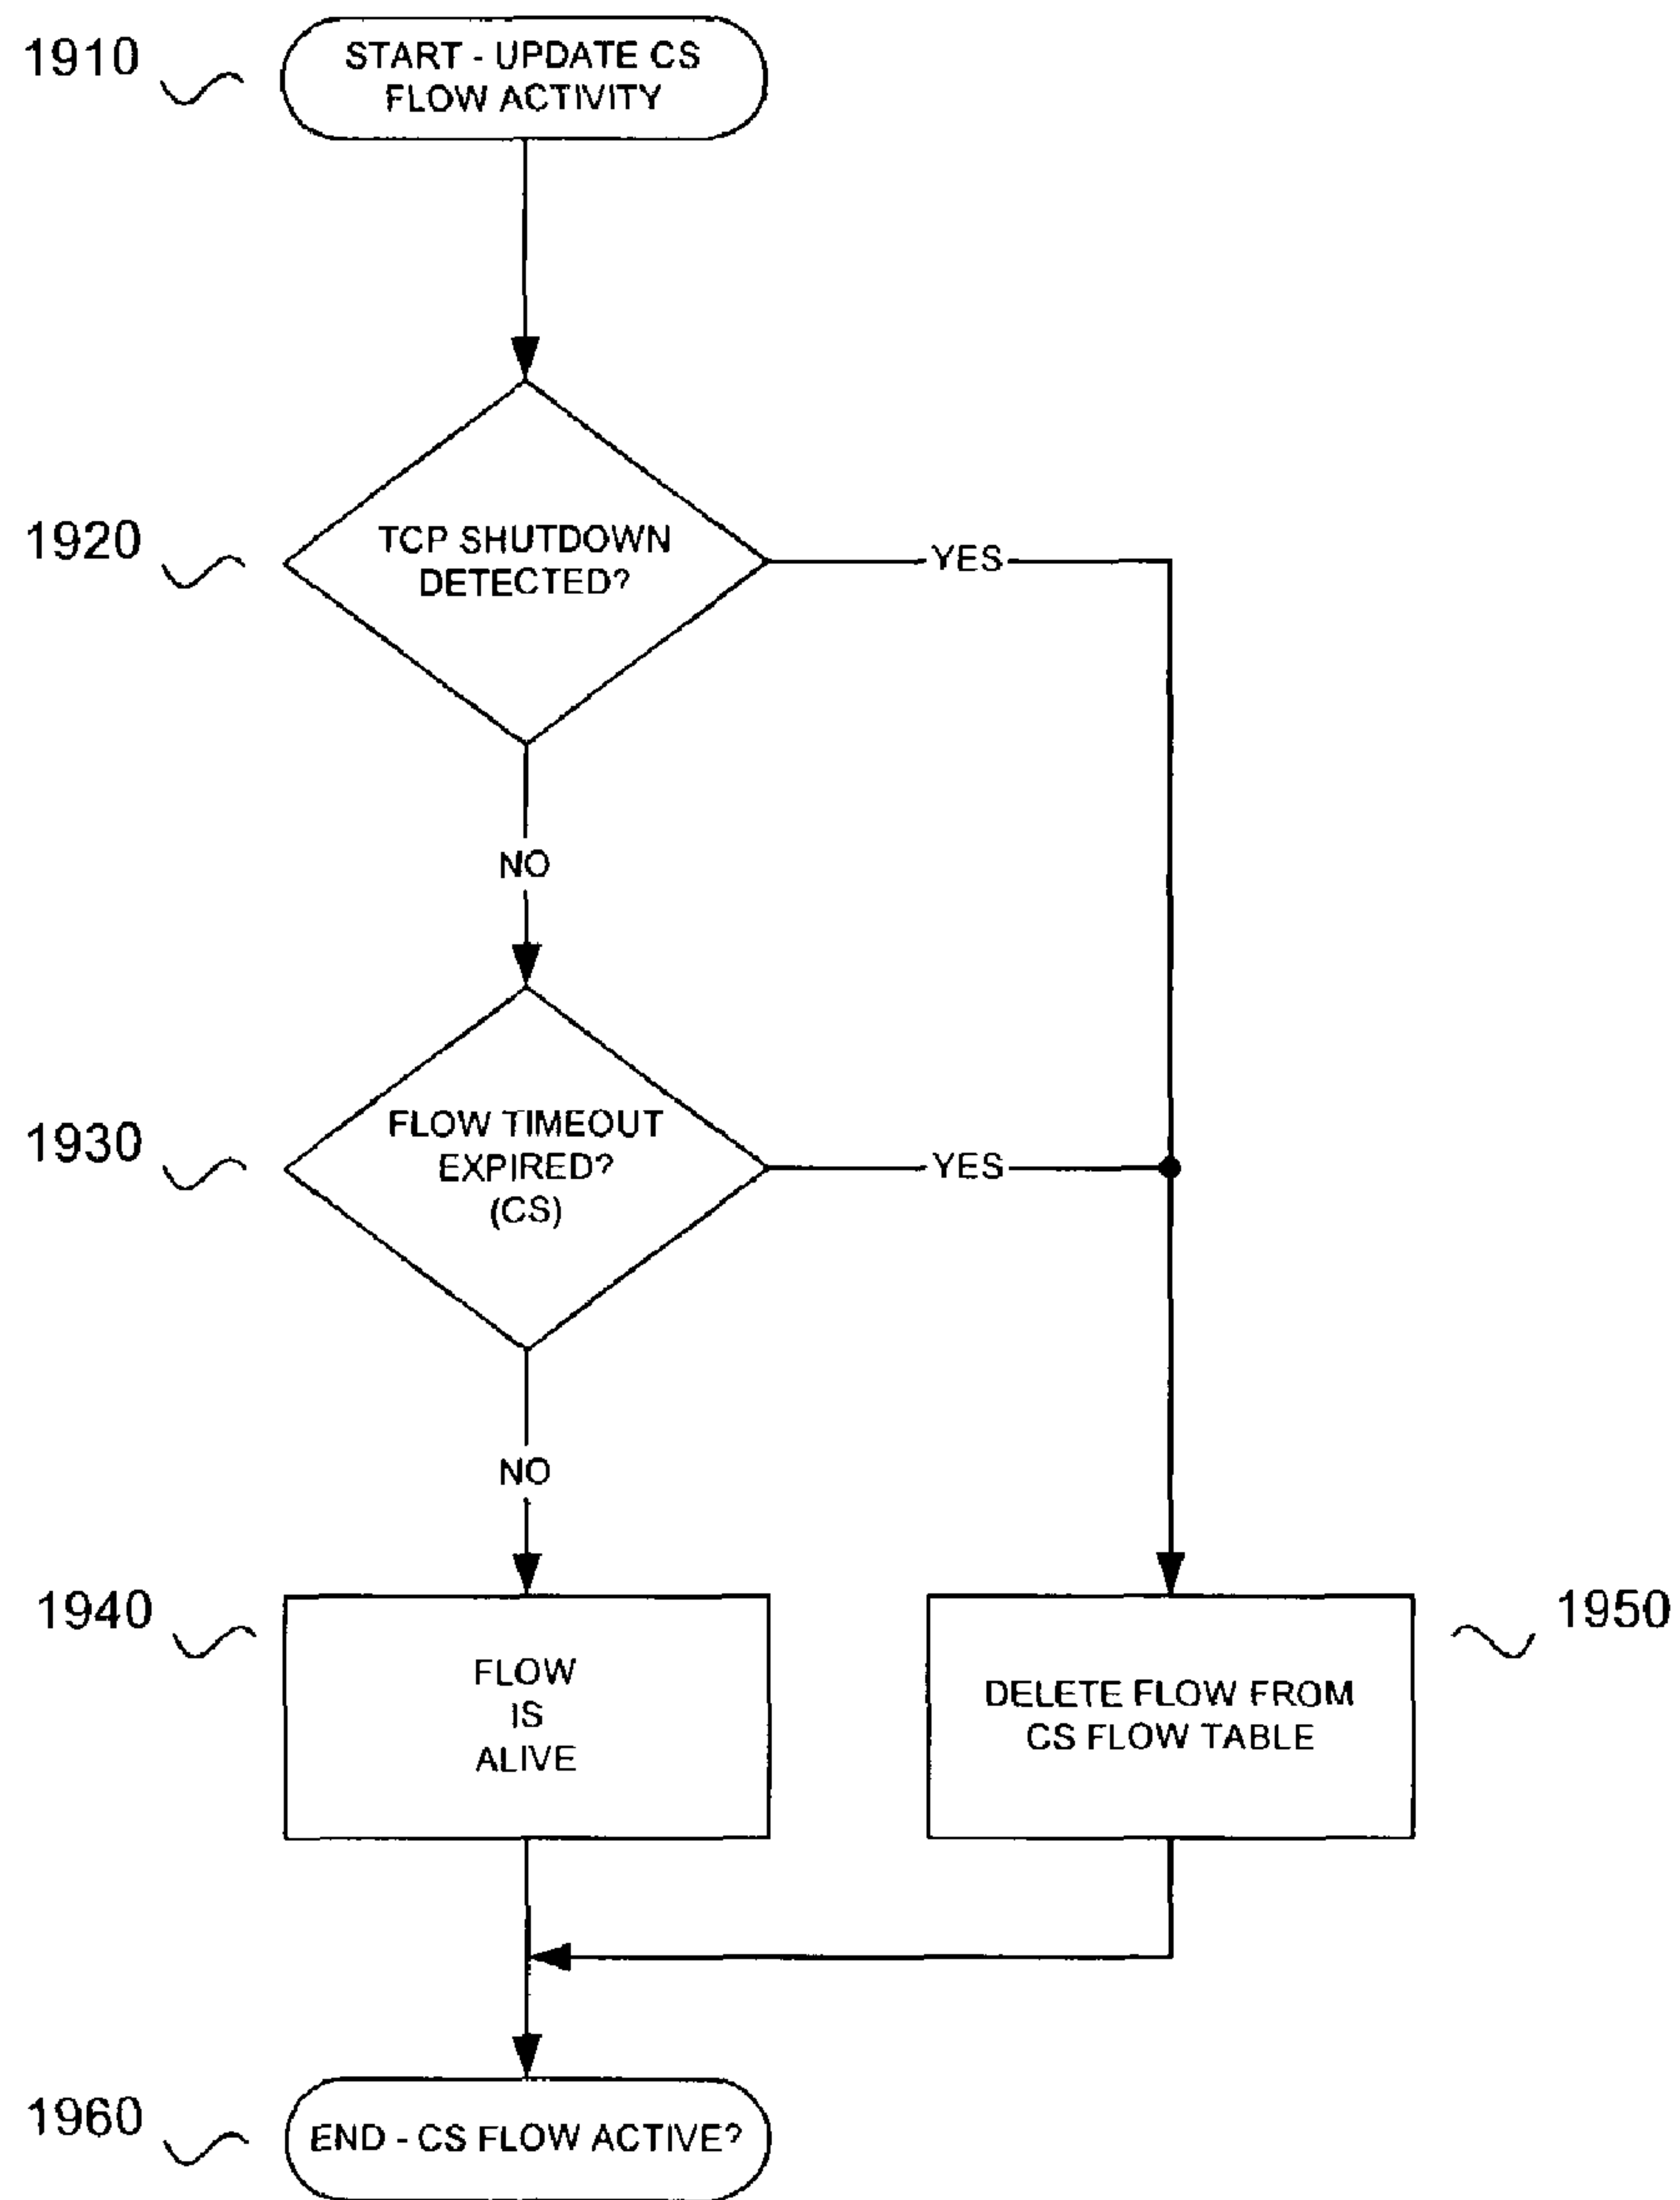 1910
START - UPDATE CS
FLOW ACTIVITY
1920
TCP SHUTDOWN
DETECTED?
YES
NO
1930
FLOW TIMEOUT
EXPIRED?
(CS)
YES
NO
1940
FLOW
IS
ALIVE
1950
DELETE FLOW FROM
CS FLOW TABLE
1960
END - CS FLOW ACTIVE?